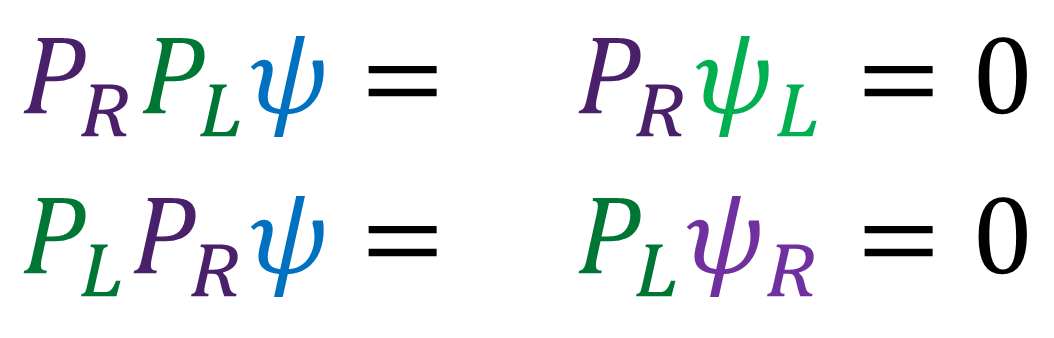 P_R P_L ψ = P_R ψ_L = 0
P_L P_R ψ = P_L ψ_R = 0